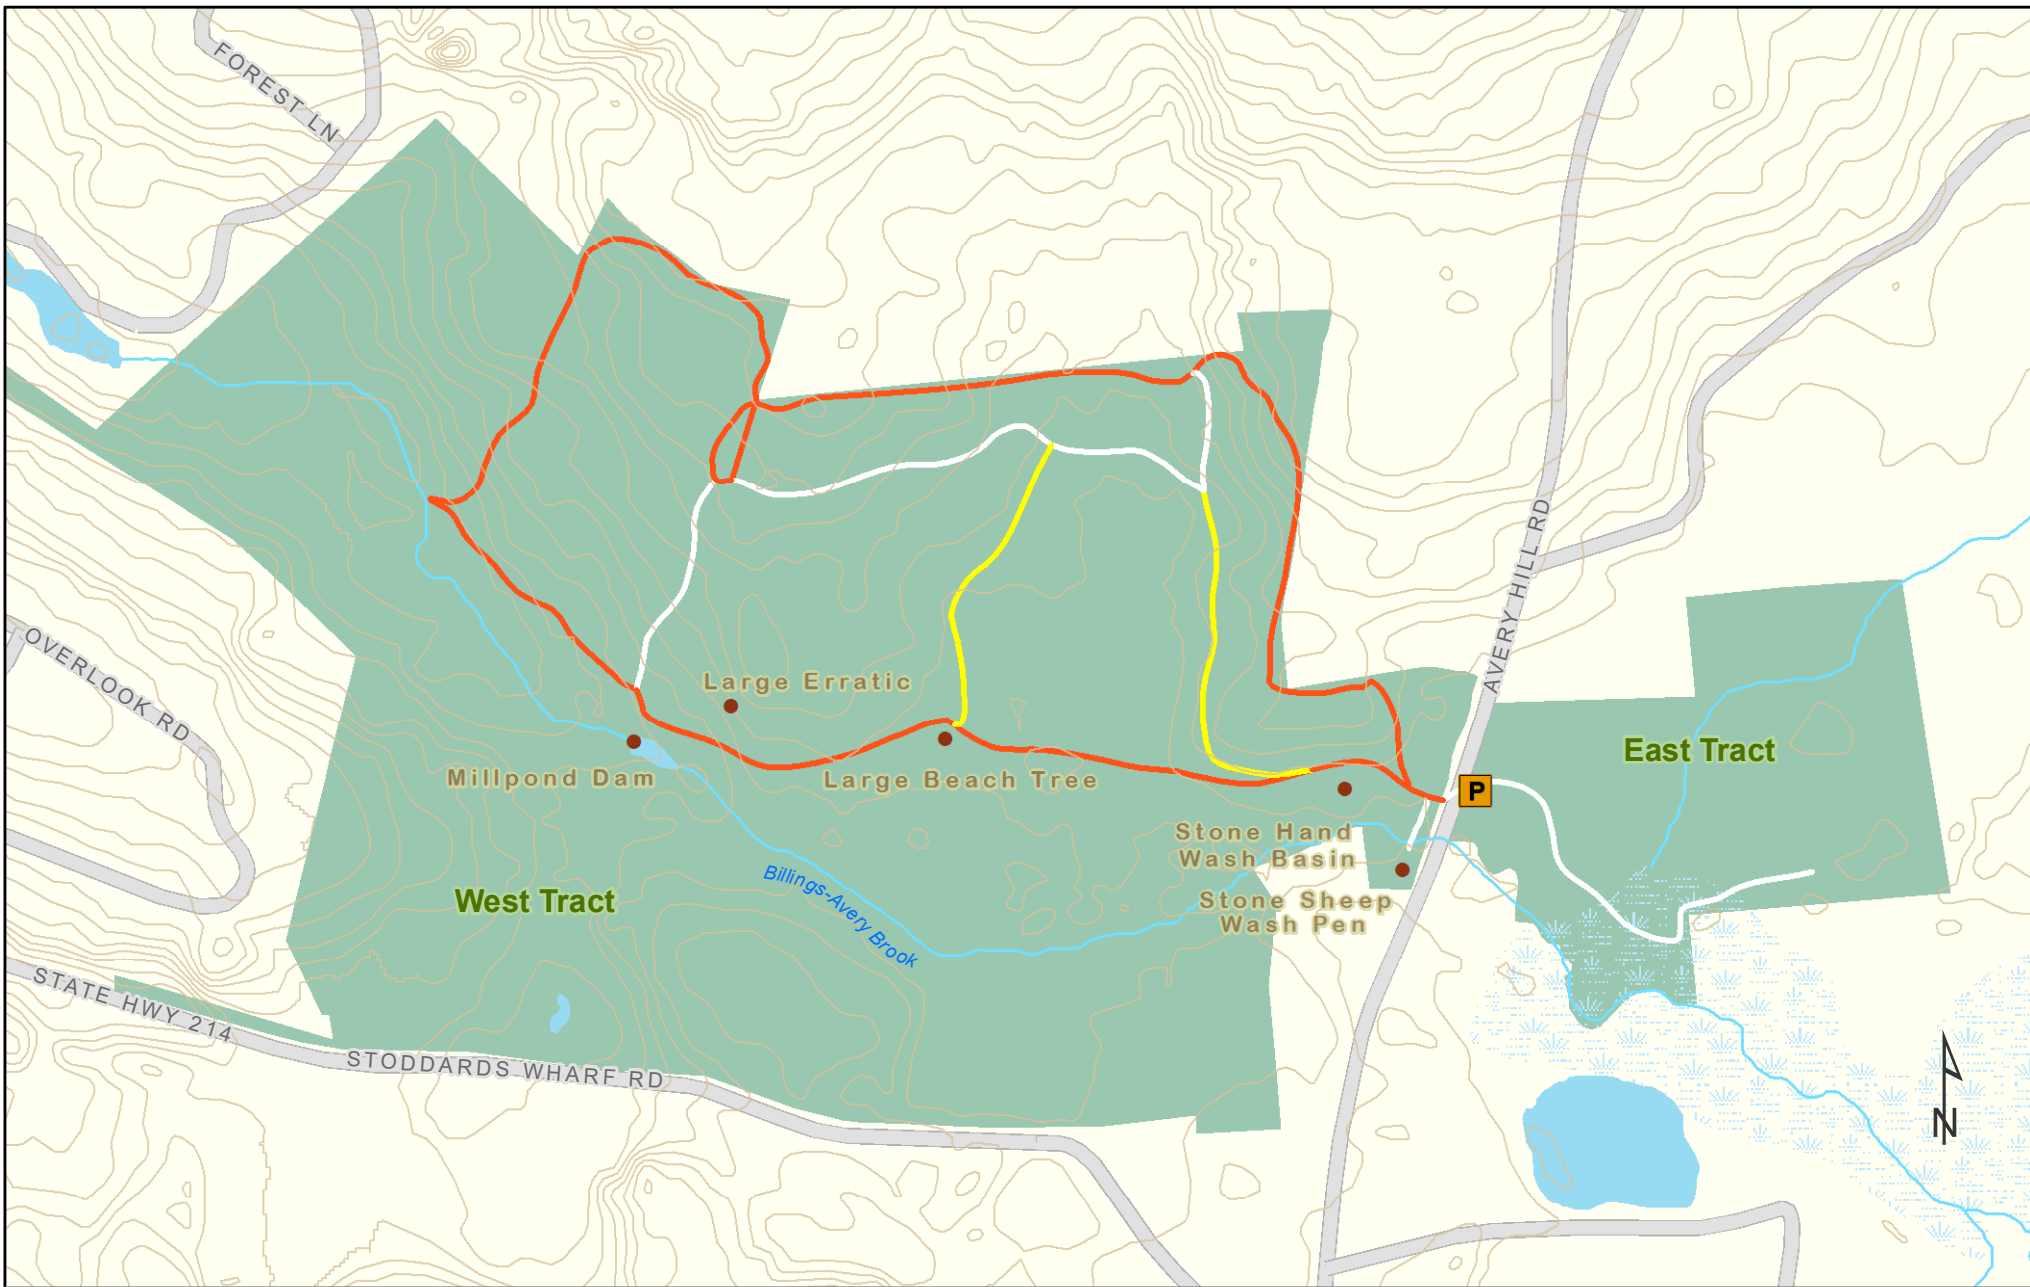 FOREST LN
AVERY HILL RD
OVERLOOK RD
Large Erratic
East Tract
Millpond Dam
Large Beach Tree
P
Stone Hand
Wash Basin
Billings-Avery Brook
West Tract
Stone Sheep
Wash Pen
STATE HWY 214
STODDARDS WHARF RD
N